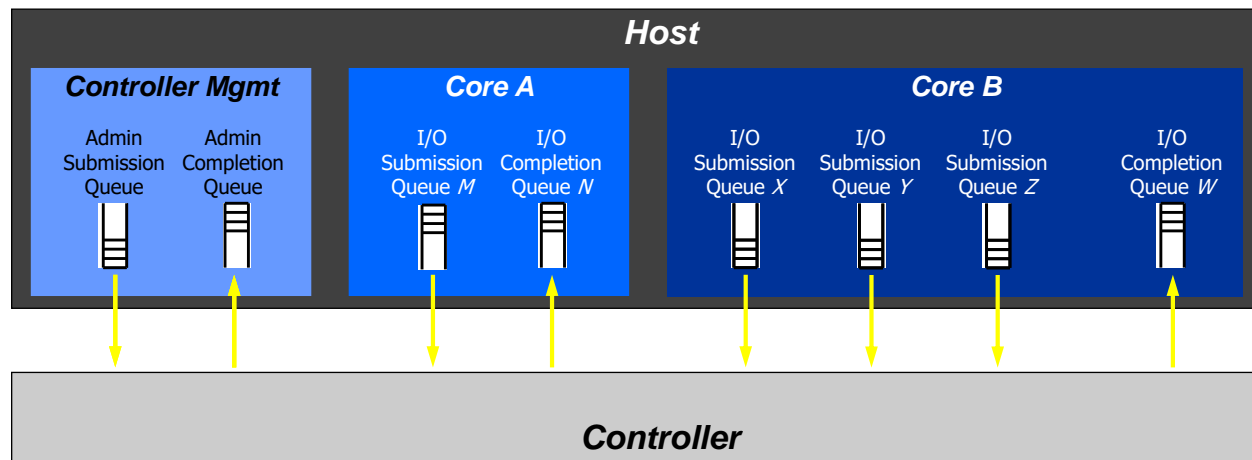 Host
Controller Mgmt
Admin
Submission
Queue
Admin
Completion
Queue
Core A
I/O
Submission
Queue M
I/O
Completion
Queue N
Core B
I/O
Submission
Queue X
I/O
Submission
Queue Y
I/O
Submission
Queue Z
I/O
Completion
Queue W
Controller